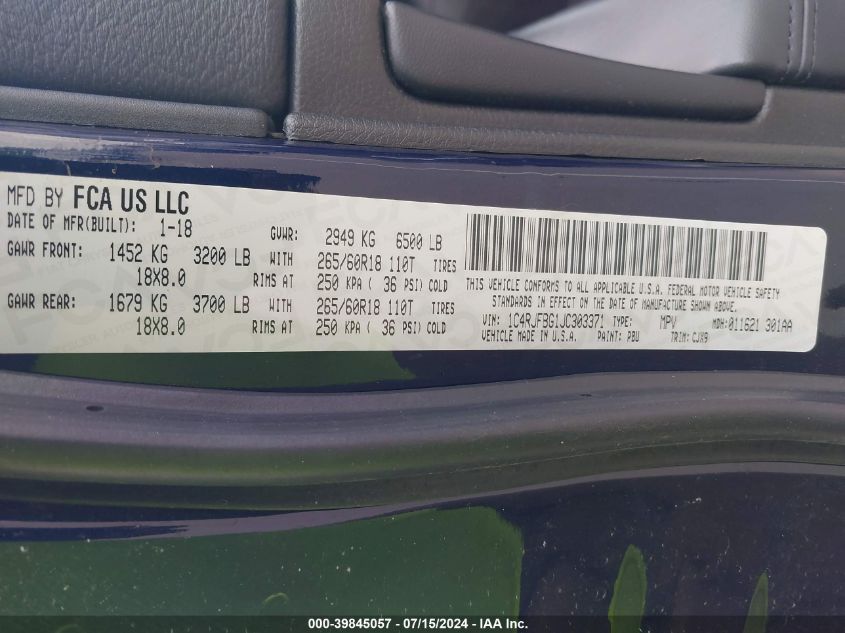 MFD BY FCA US LLC
DATE OF MFR(BUILT): 1-18 GVWR: 2949 KG 6500 LB
GAWR FRONT: 1452 KG 3200 LB WITH 265/60R18 110T TIRES
18X8.0 RIMS AT 250 KPA ( 36 PSI) COLD
GAWR REAR: 1679 KG 3700 LB WITH 265/60R18 110T TIRES
18X8.0 RIMS AT 250 KPA ( 36 PSI) COLD
THIS VEHICLE CONFORMS TO ALL APPLICABLE U.S.A. FEDERAL MOTOR VEHICLE SAFETY
STANDARDS IN EFFECT ON THE DATE OF MANUFACTURE SHOWN ABOVE.
VIN: 1C4RJFBG1JC303371 TYPE: MPV MDH: 011621 301AA
VEHICLE MADE IN U.S.A. PAINT: PBU TRIM: CJX9
000-39845057 - 07/15/2024 - IAA Inc.